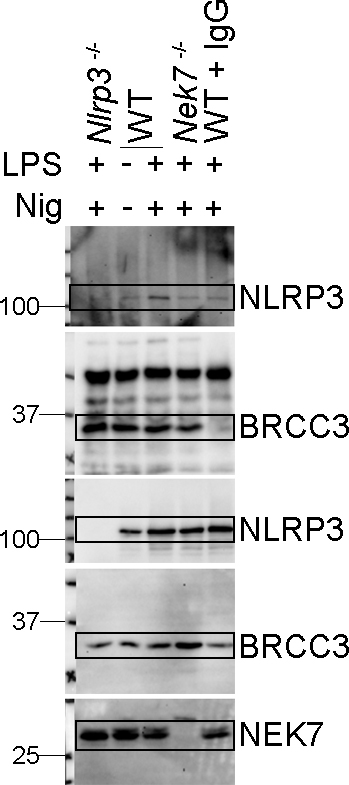 Nlrp3 -/-
WT
Nek7 -/-
WT + IgG
LPS + - + + +
Nig + - + + +
100 NLRP3
37 BRCC3
100 NLRP3
37 BRCC3
25 NEK7